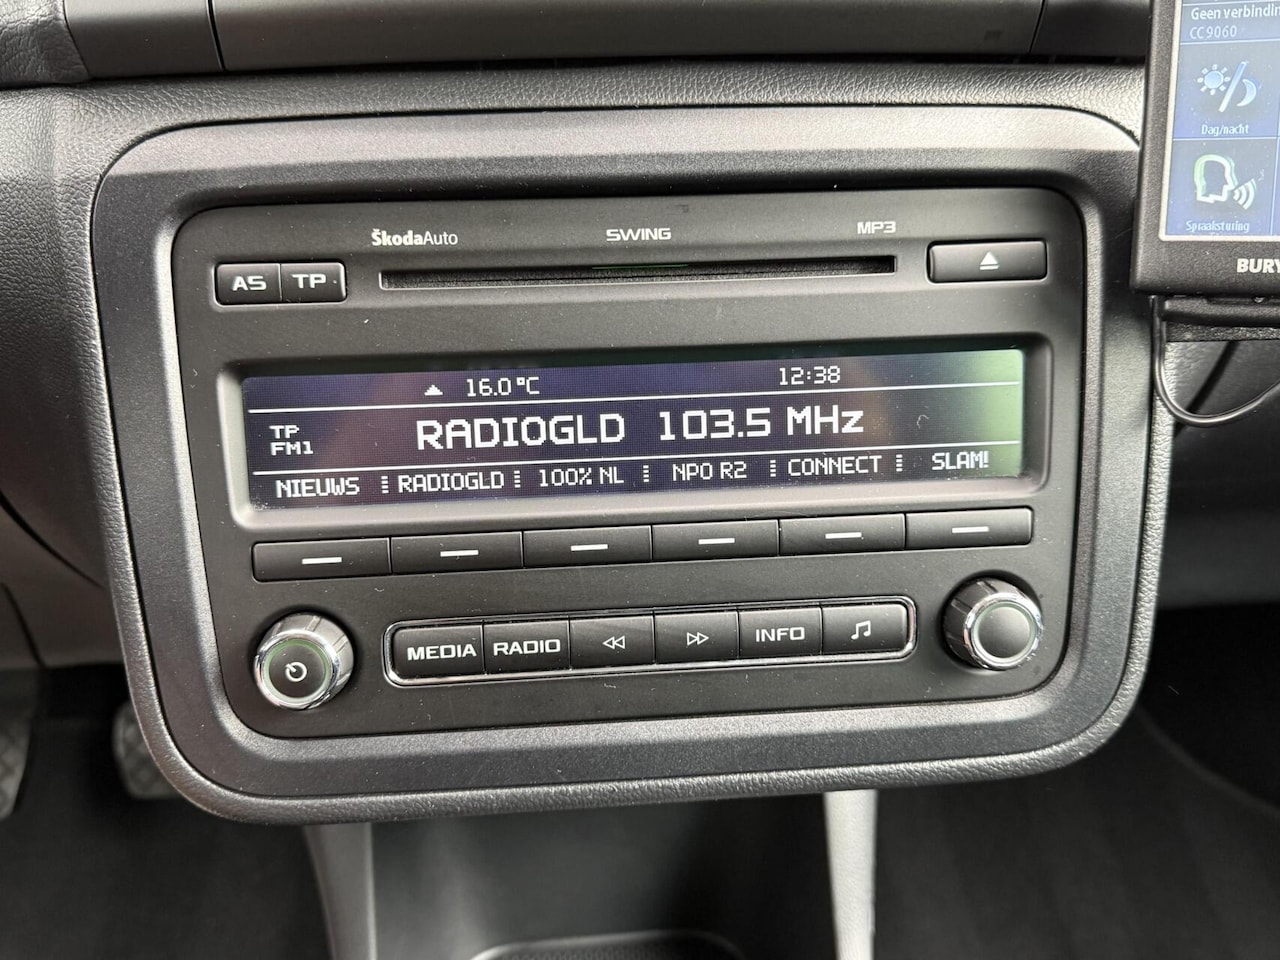 Geen verbindin
CC9060
Dag/nacht
Spraaksturing
BURY
ŠkodaAuto
SWING
MP3
AS TP
16.0°C 12:38
TP
FM1
RADIOGLD 103.5 MHz
NIEUWS RADIOGLD 100% NL NPO R2 CONNECT SLAM!
MEDIA RADIO INFO